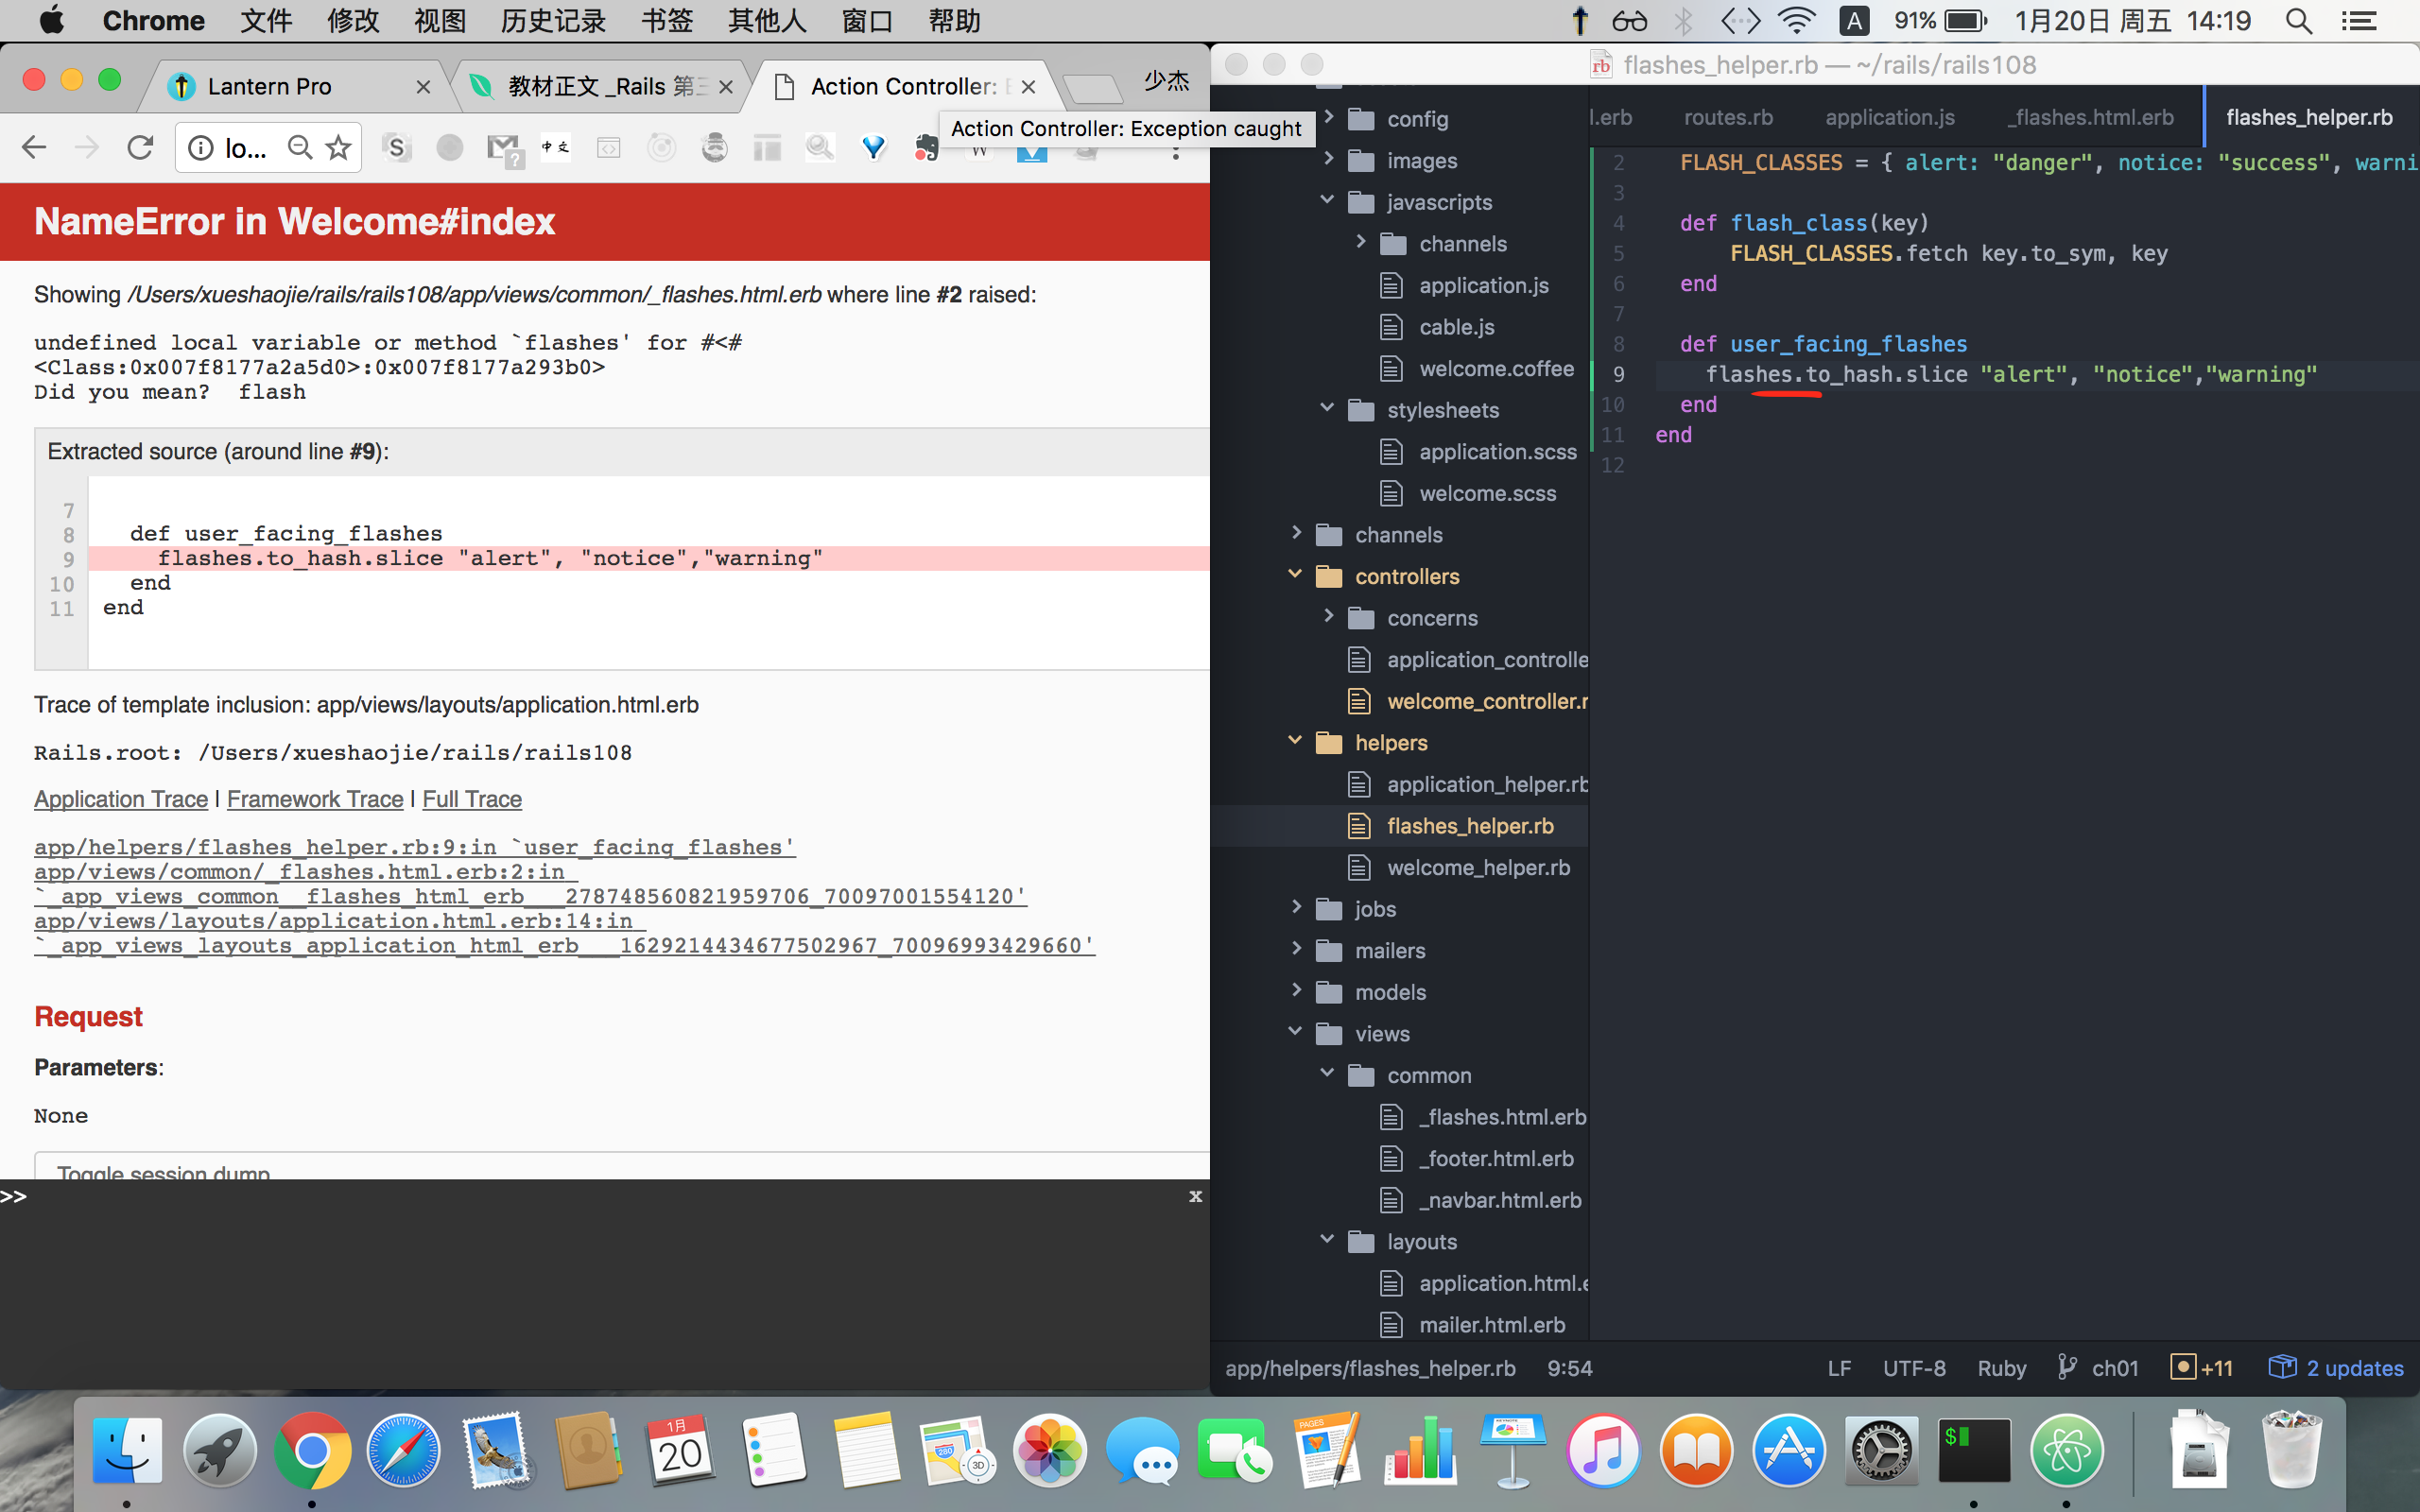 Chrome 文件 修改 视图 历史记录 书签 其他人 窗口 帮助
A 91% 1月20日 周五 14:19
Lantern Pro
教材正文 _Rails 第
Action Controller:
少杰
lo...
Action Controller: Exception caught
NameError in Welcome#index
Showing /Users/xueshaojie/rails/rails108/app/views/common/_flashes.html.erb where line #2 raised:
undefined local variable or method `flashes' for #<#
<Class:0x007f8177a2a5d0>:0x007f8177a293b0>
Did you mean?  flash
Extracted source (around line #9):
7
8 def user_facing_flashes
9 flashes.to_hash.slice "alert", "notice","warning"
10 end
11 end
Trace of template inclusion: app/views/layouts/application.html.erb
Rails.root: /Users/xueshaojie/rails/rails108
Application Trace | Framework Trace | Full Trace
app/helpers/flashes_helper.rb:9:in `user_facing_flashes'
app/views/common/_flashes.html.erb:2:in
`_app_views_common__flashes_html_erb___278748560821959706_70097001554120'
app/views/layouts/application.html.erb:14:in
`_app_views_layouts_application_html_erb___1629214434677502967_70096993429660'
Request
Parameters:
None
Toggle session dump
>> x
flashes_helper.rb — ~/rails/rails108
config
images
javascripts
channels
application.js
cable.js
welcome.coffee
stylesheets
application.scss
welcome.scss
channels
controllers
concerns
application_controlle
welcome_controller.r
helpers
application_helper.rb
flashes_helper.rb
welcome_helper.rb
jobs
mailers
models
views
common
_flashes.html.erb
_footer.html.erb
_navbar.html.erb
layouts
application.html.e
mailer.html.erb
l.erb routes.rb application.js _flashes.html.erb flashes_helper.rb
2 FLASH_CLASSES = { alert: "danger", notice: "success", warni
3
4 def flash_class(key)
5 FLASH_CLASSES.fetch key.to_sym, key
6 end
7
8 def user_facing_flashes
9 flashes.to_hash.slice "alert", "notice","warning"
10 end
11 end
12
app/helpers/flashes_helper.rb 9:54 LF UTF-8 Ruby ch01 +11 2 updates
1月
20
280
3D
PAGES
$